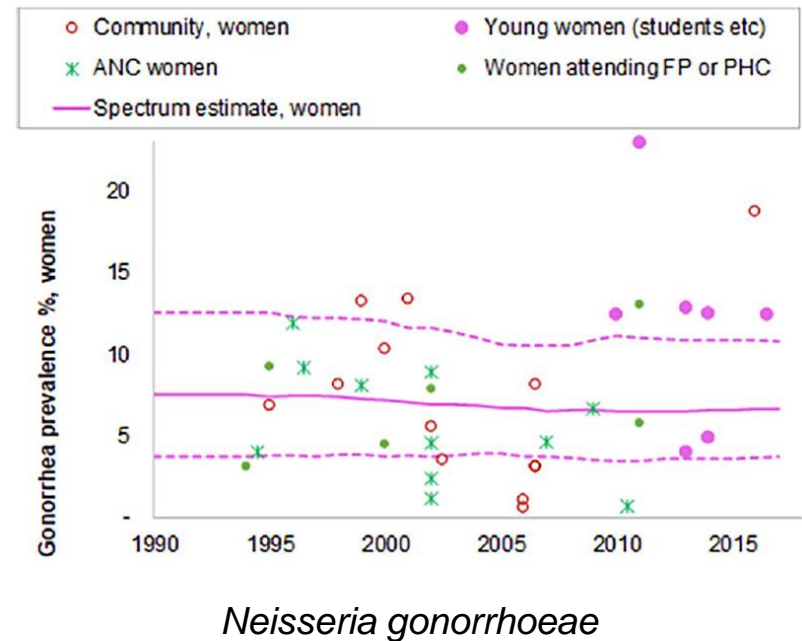 Community, women
Young women (students etc)
ANC women
Women attending FP or PHC
Spectrum estimate, women
Gonorrhea prevalence %, women
20
15
10
5
-
1990 1995 2000 2005 2010 2015
Neisseria gonorrhoeae